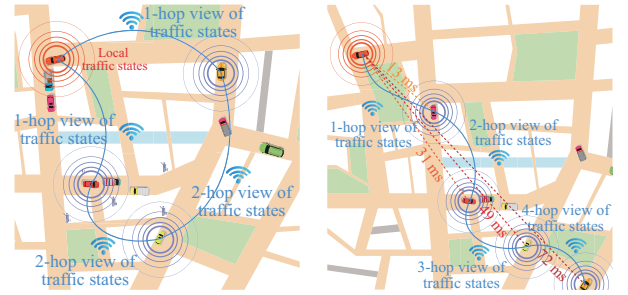 1-hop view of
traffic states
Local
traffic states
1-hop view of
traffic states
2-hop view of
traffic states
2-hop view of
traffic states
13 ms
1-hop view of
traffic states
2-hop view of
traffic states
31 ms
49 ms
4-hop view of
traffic states
3-hop view of
traffic states
72 ms